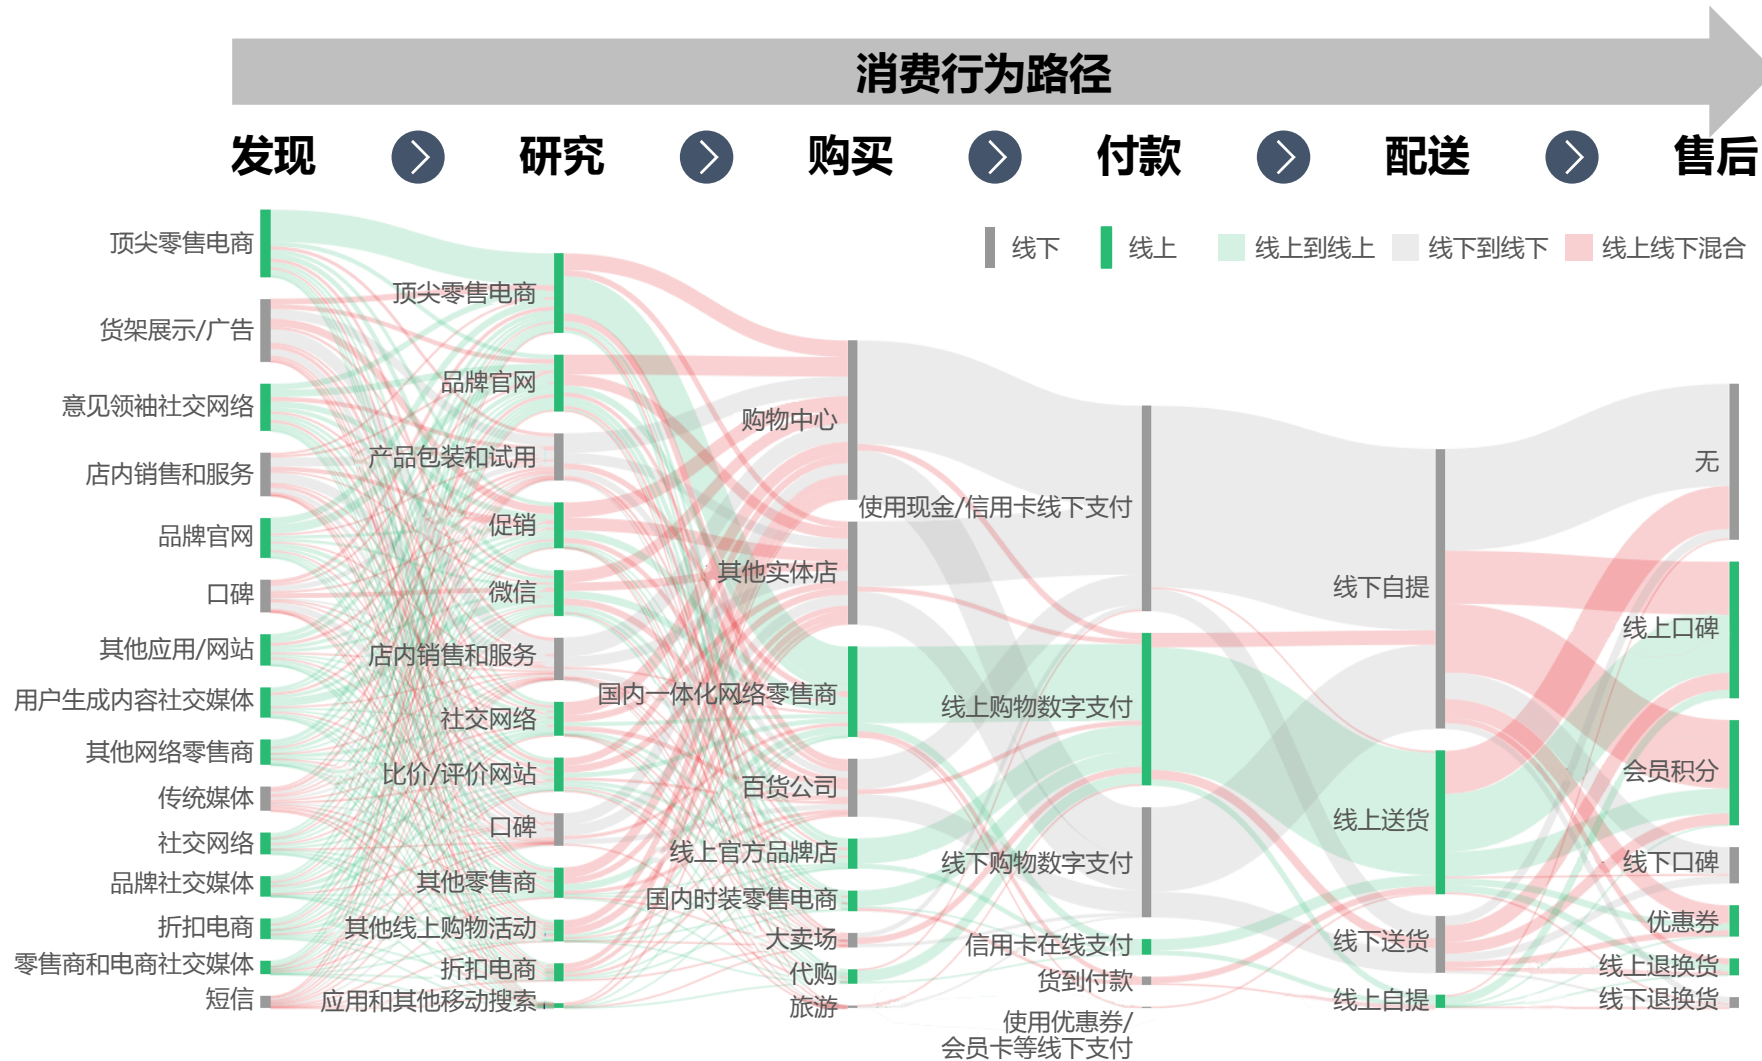 消费行为路径
发现
研究
购买
付款
配送
售后
线下
线上
线上到线上
线下到线下
线上线下混合
顶尖零售电商
货架展示/广告
意见领袖社交网络
店内销售和服务
品牌官网
口碑
其他应用/网站
用户生成内容社交媒体
其他网络零售商
传统媒体
社交网络
品牌社交媒体
折扣电商
零售商和电商社交媒体
短信
顶尖零售电商
品牌官网
产品包装和试用
促销
微信
店内销售和服务
社交网络
比价/评价网站
口碑
其他零售商
其他线上购物活动
折扣电商
应用和其他移动搜索
购物中心
其他实体店
国内一体化网络零售商
百货公司
线上官方品牌店
国内时装零售电商
大卖场
代购
旅游
使用现金/信用卡线下支付
线上购物数字支付
线下购物数字支付
信用卡在线支付
货到付款
使用优惠券/
会员卡等线下支付
线下自提
线上送货
线下送货
线上自提
无
线上口碑
会员积分
线下口碑
优惠券
线上退换货
线下退换货